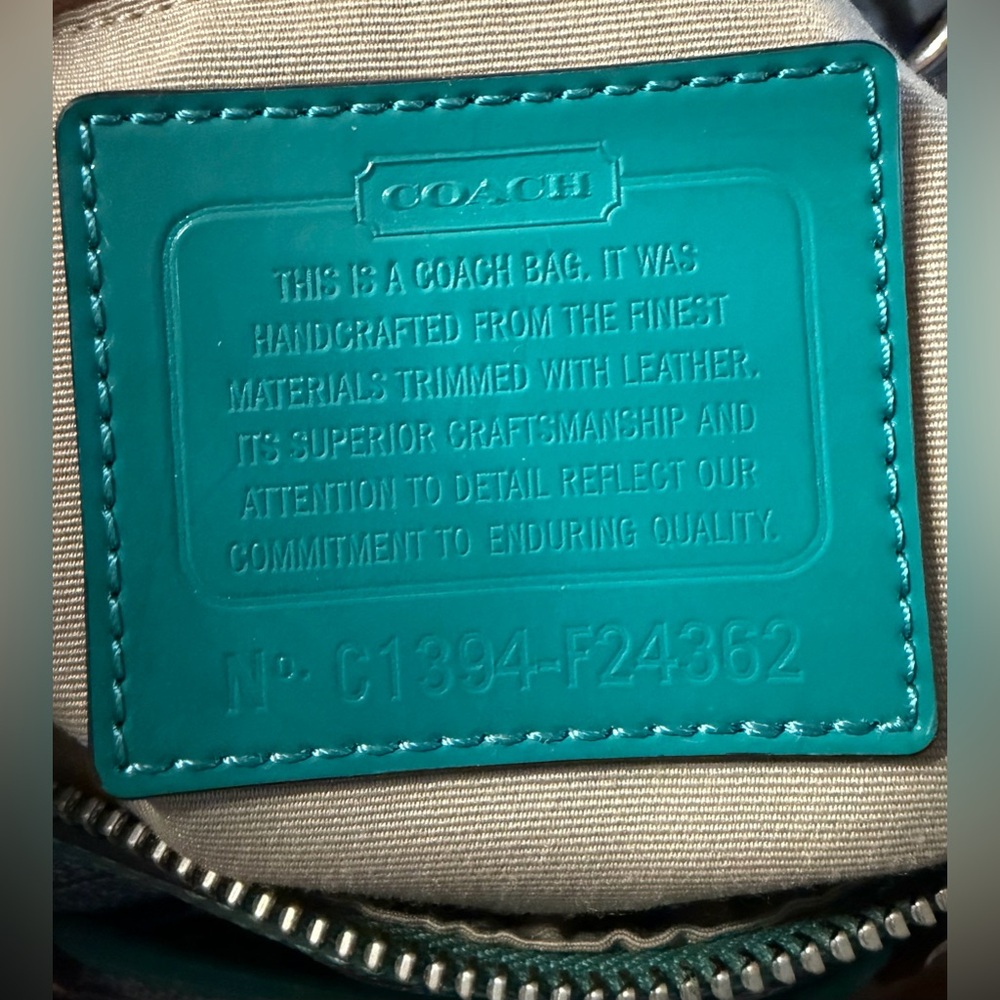 COACH
THIS IS A COACH BAG. IT WAS
HANDCRAFTED FROM THE FINEST
MATERIALS TRIMMED WITH LEATHER.
ITS SUPERIOR CRAFTSMANSHIP AND
ATTENTION TO DETAIL REFLECT OUR
COMMITMENT TO ENDURING QUALITY.
Nº. C1394-F24362